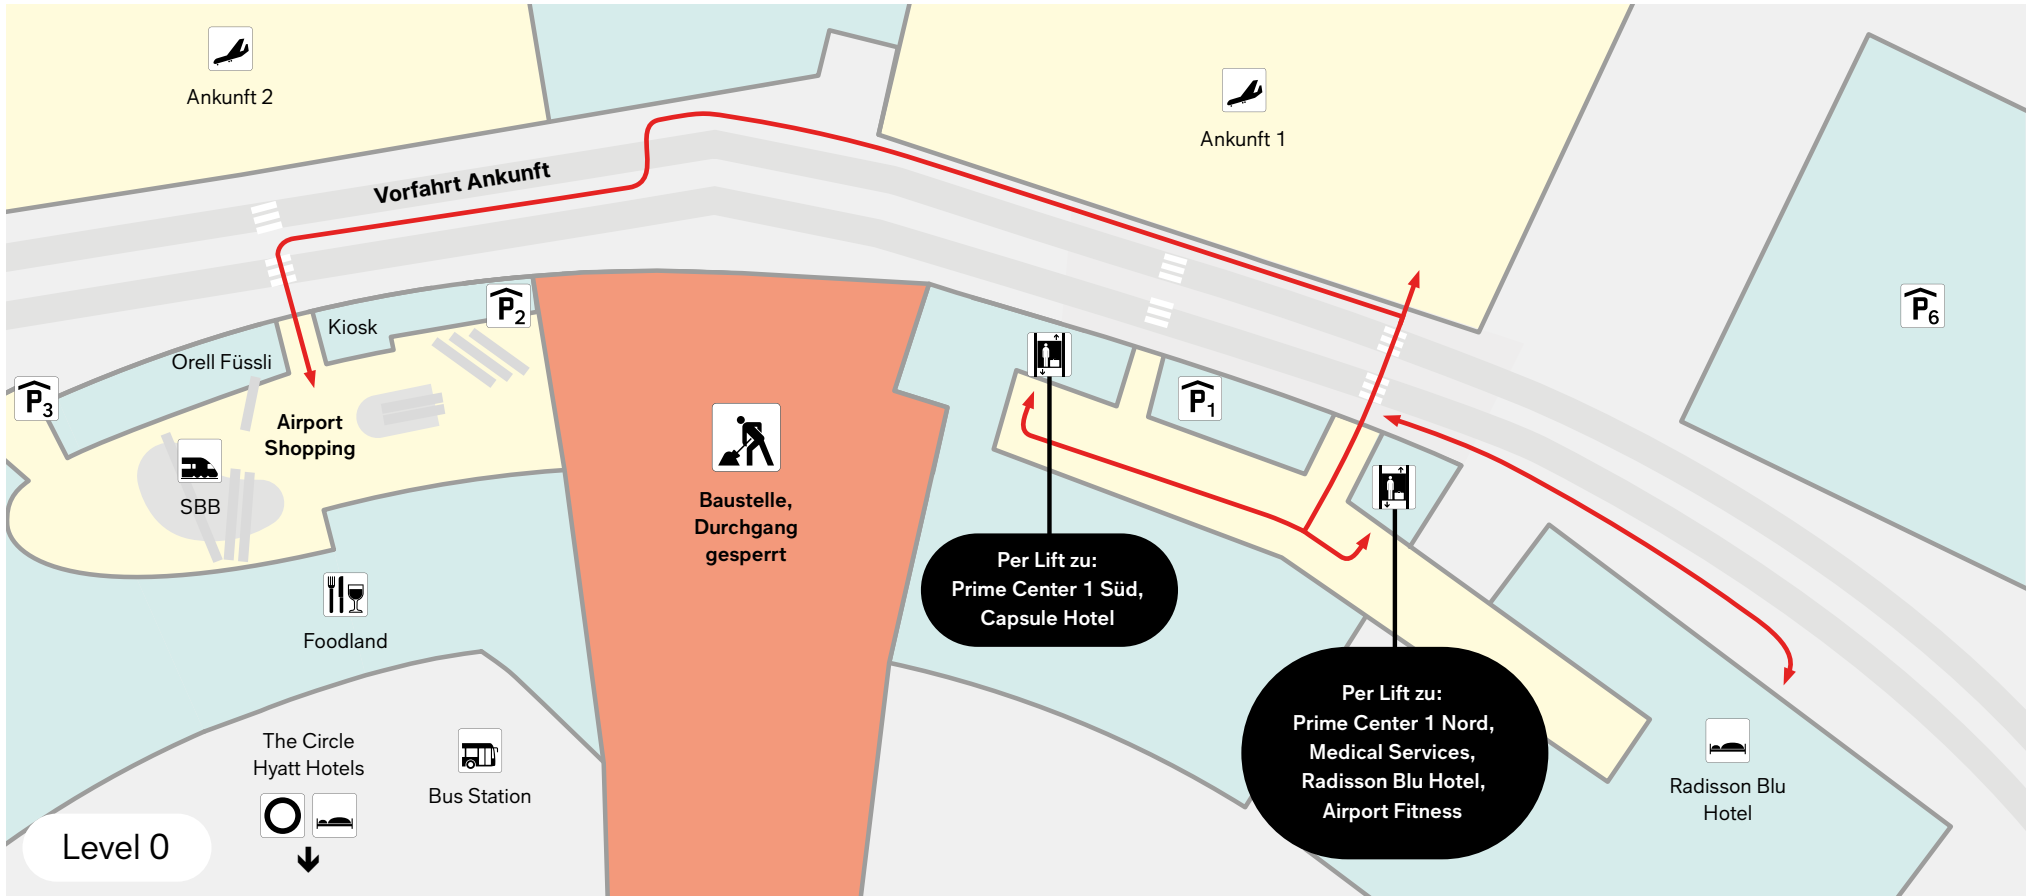 Ankunft 2
Ankunft 1
Vorfahrt Ankunft
P2
Kiosk
Orell Füssli
P3
P6
P1
Airport
Shopping
SBB
Baustelle,
Durchgang
gesperrt
Per Lift zu:
Prime Center 1 Süd,
Capsule Hotel
Foodland
Per Lift zu:
Prime Center 1 Nord,
Medical Services,
Radisson Blu Hotel,
Airport Fitness
The Circle
Hyatt Hotels
Bus Station
Radisson Blu
Hotel
Level 0